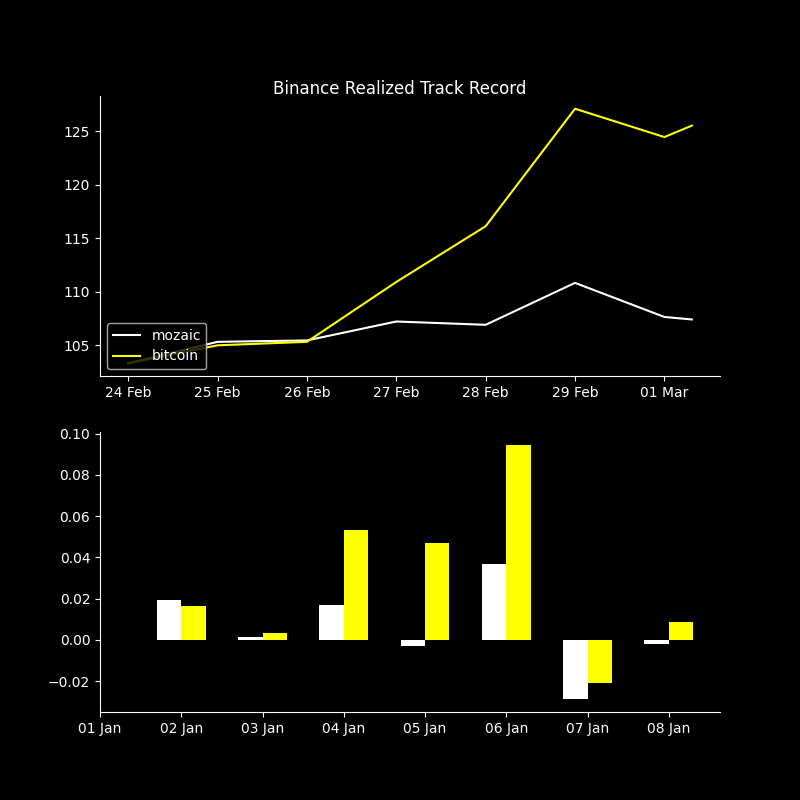 Binance Realized Track Record
125
120
115
110
105
mozaic
bitcoin
24 Feb 25 Feb 26 Feb 27 Feb 28 Feb 29 Feb 01 Mar
0.10
0.08
0.06
0.04
0.02
0.00
−0.02
01 Jan 02 Jan 03 Jan 04 Jan 05 Jan 06 Jan 07 Jan 08 Jan